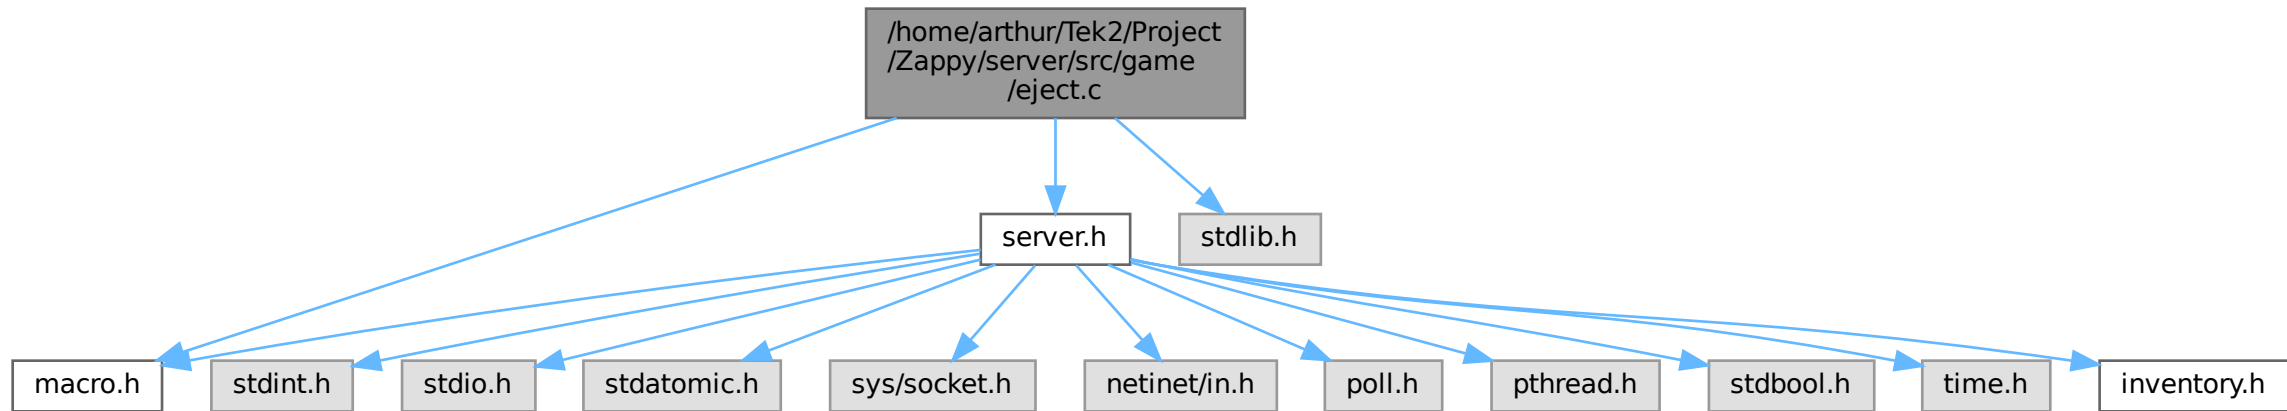 /home/arthur/Tek2/Project
/Zappy/server/src/game
/eject.c
server.h
stdlib.h
macro.h
stdint.h
stdio.h
stdatomic.h
sys/socket.h
netinet/in.h
poll.h
pthread.h
stdbool.h
time.h
inventory.h